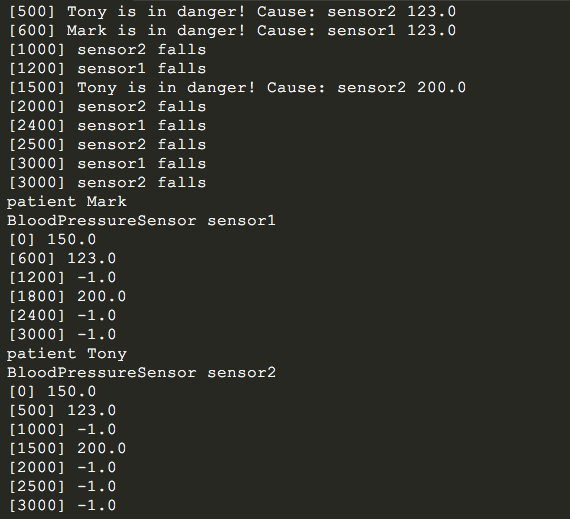 [500] Tony is in danger! Cause: sensor2 123.0
[600] Mark is in danger! Cause: sensor1 123.0
[1000] sensor2 falls
[1200] sensor1 falls
[1500] Tony is in danger! Cause: sensor2 200.0
[2000] sensor2 falls
[2400] sensor1 falls
[2500] sensor2 falls
[3000] sensor1 falls
[3000] sensor2 falls
patient Mark
BloodPressureSensor sensor1
[0] 150.0
[600] 123.0
[1200] -1.0
[1800] 200.0
[2400] -1.0
[3000] -1.0
patient Tony
BloodPressureSensor sensor2
[0] 150.0
[500] 123.0
[1000] -1.0
[1500] 200.0
[2000] -1.0
[2500] -1.0
[3000] -1.0